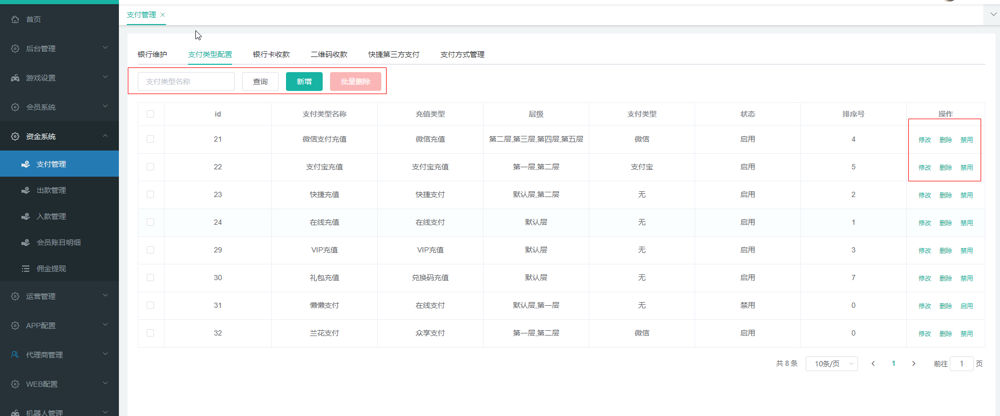 首页
后台管理
游戏设置
会员系统
资金系统
支付管理
出款管理
入款管理
会员账目明细
佣金提现
运营管理
APP配置
代理商管理
WEB配置
机器人管理
支付管理
银行维护 支付类型配置 银行卡收款 二维码收款 快捷第三方支付 支付方式管理
支付类型名称 查询 新增 批量删除
id 支付类型名称 充值类型 层级 支付类型 状态 排序号 操作
21 微信支付充值 微信充值 第二层,第三层,第四层,第五层 微信 启用 4 修改 删除 禁用
22 支付宝充值 支付宝充值 第一层,第二层 支付宝 启用 5 修改 删除 禁用
23 快捷充值 快捷支付 默认层,第二层 无 启用 2 修改 删除 禁用
24 在线充值 在线支付 默认层 无 启用 1 修改 删除 禁用
29 VIP充值 VIP充值 默认层 无 启用 3 修改 删除 禁用
30 礼包充值 兑换码充值 默认层 无 启用 7 修改 删除 禁用
31 懒懒支付 在线支付 默认层,第一层 无 禁用 0 修改 删除 启用
32 兰花支付 众享支付 第一层,第二层 微信 启用 0 修改 删除 禁用
共 8 条 10条/页 1 前往 1 页